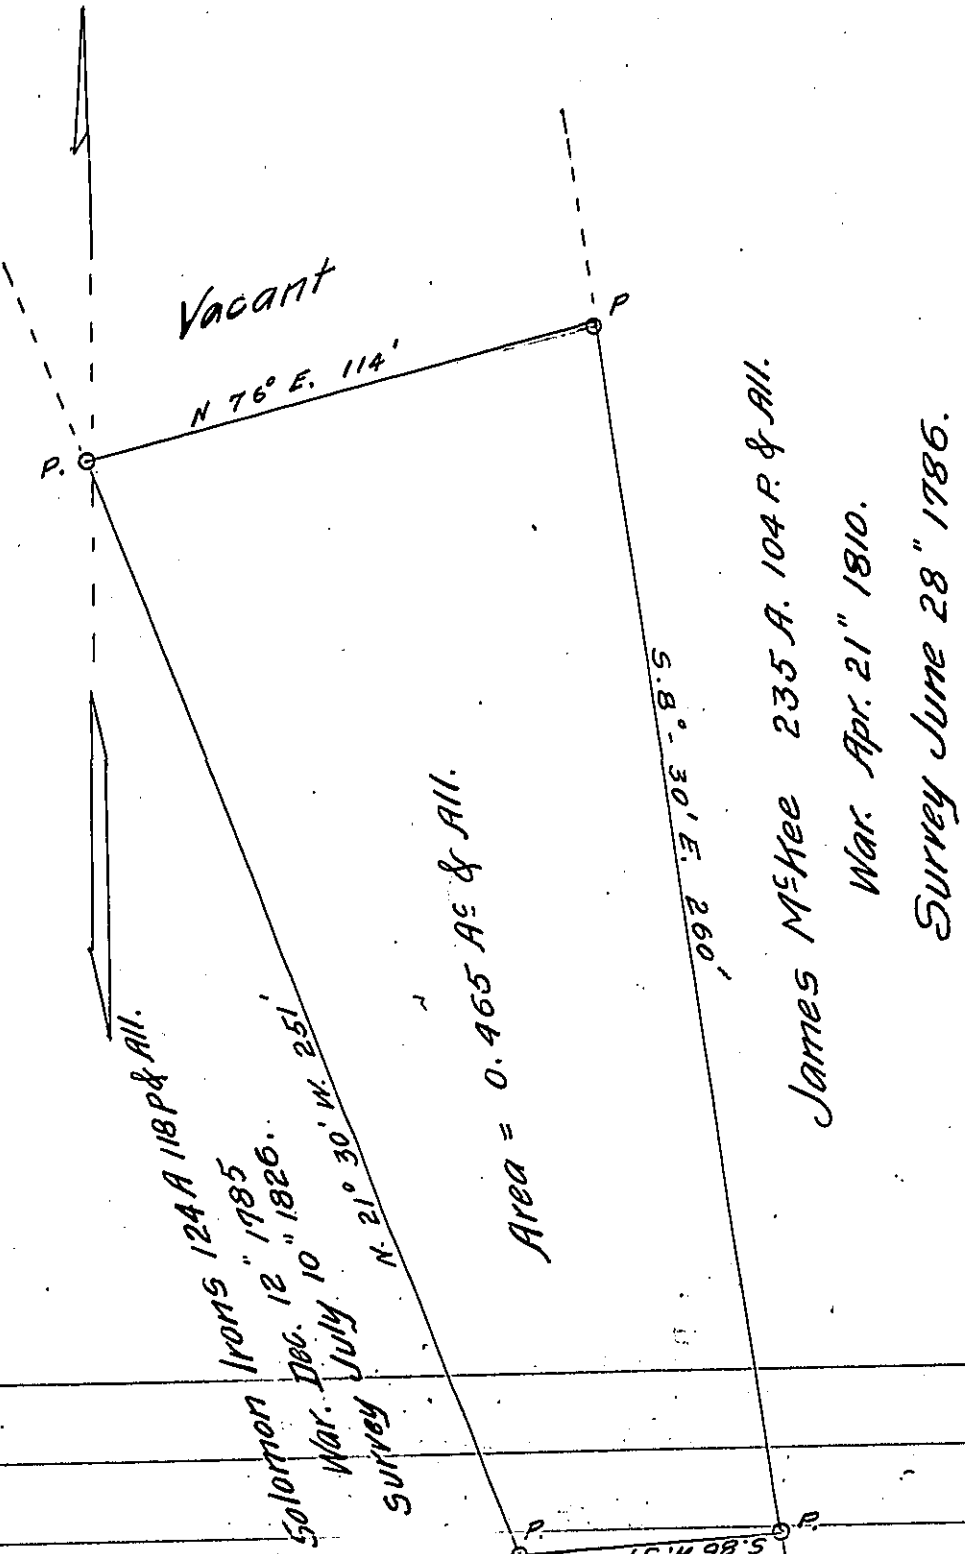 Vacant
P
N 76° E. 114'
P.
S. 8° - 30' E. 260'
James Mc Kee 235 A. 104 P. & All.
War. Apr. 21" 1810.
Survey June 28" 1786.
Area = 0.465 Ac & All.
N. 21° 30' W. 251'
Solomon Irons 124 A 118 P & All.
War. Dec. 12" 1785
Survey July 10" 1826.
P.
P.